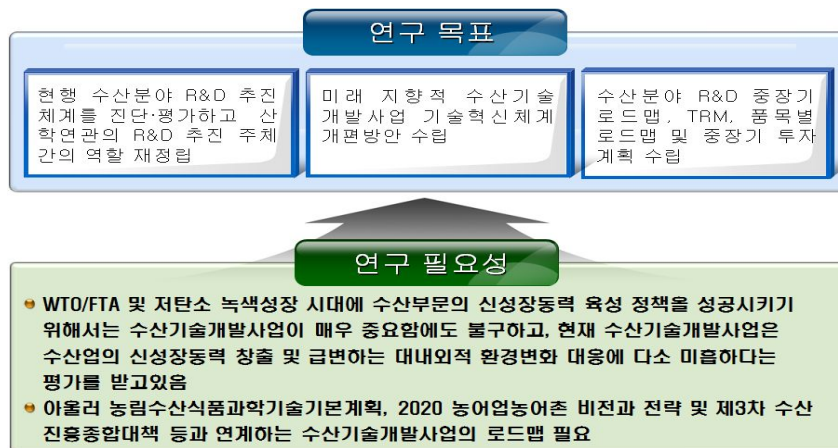 연구 목표
현행 수산분야 R&D 추진
체계를 진단·평가하고 산
학연관의 R&D 추진 주체
간의 역할 재정립
미래 지향적 수산기술
개발사업 기술혁신체계
개편방안 수립
수산분야 R&D 중장기
로드맵, TRM, 품목별
로드맵 및 중장기 투자
계획 수립
연구 필요성
WTO/FTA 및 저탄소 녹색성장 시대에 수산부문의 신성장동력 육성 정책을 성공시키기
위해서는 수산기술개발사업이 매우 중요함에도 불구하고, 현재 수산기술개발사업은
수산업의 신성장동력 창출 및 급변하는 대내외적 환경변화 대응에 다소 미흡하다는
평가를 받고있음
아울러 농림수산식품과학기술기본계획, 2020 농어업농어촌 비전과 전략 및 제3차 수산
진흥종합대책 등과 연계하는 수산기술개발사업의 로드맵 필요